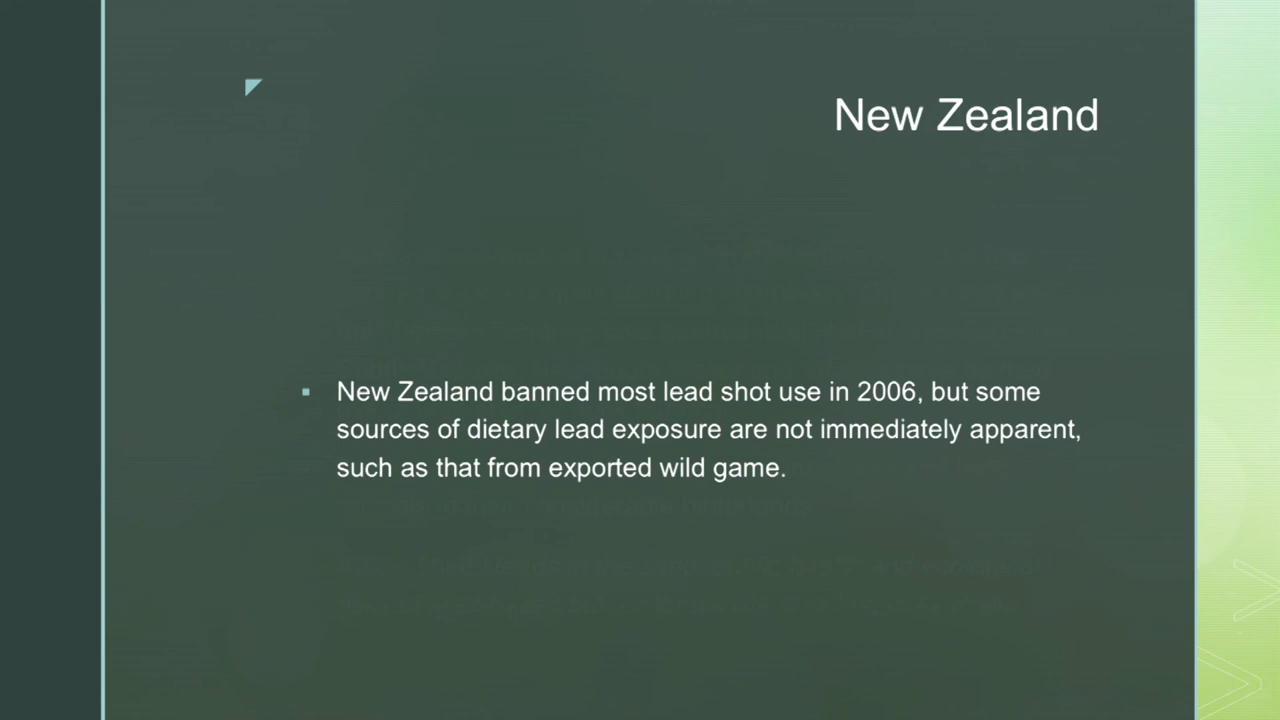 New Zealand
New Zealand banned most lead shot use in 2006, but some
sources of dietary lead exposure are not immediately apparent,
such as that from exported wild game.